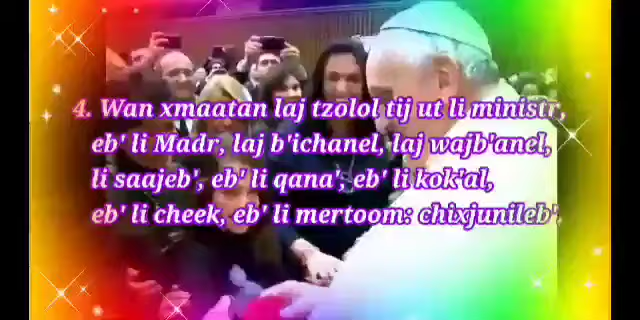 4. Wan xmaatan laj tzolol tij ut li ministr,
eb' li Madr, laj b'ichanel, laj wajb'anel,
li saajeb', eb' li qana', eb' li kok'al,
eb' li cheek, eb' li mertoom: chixjunileb'.